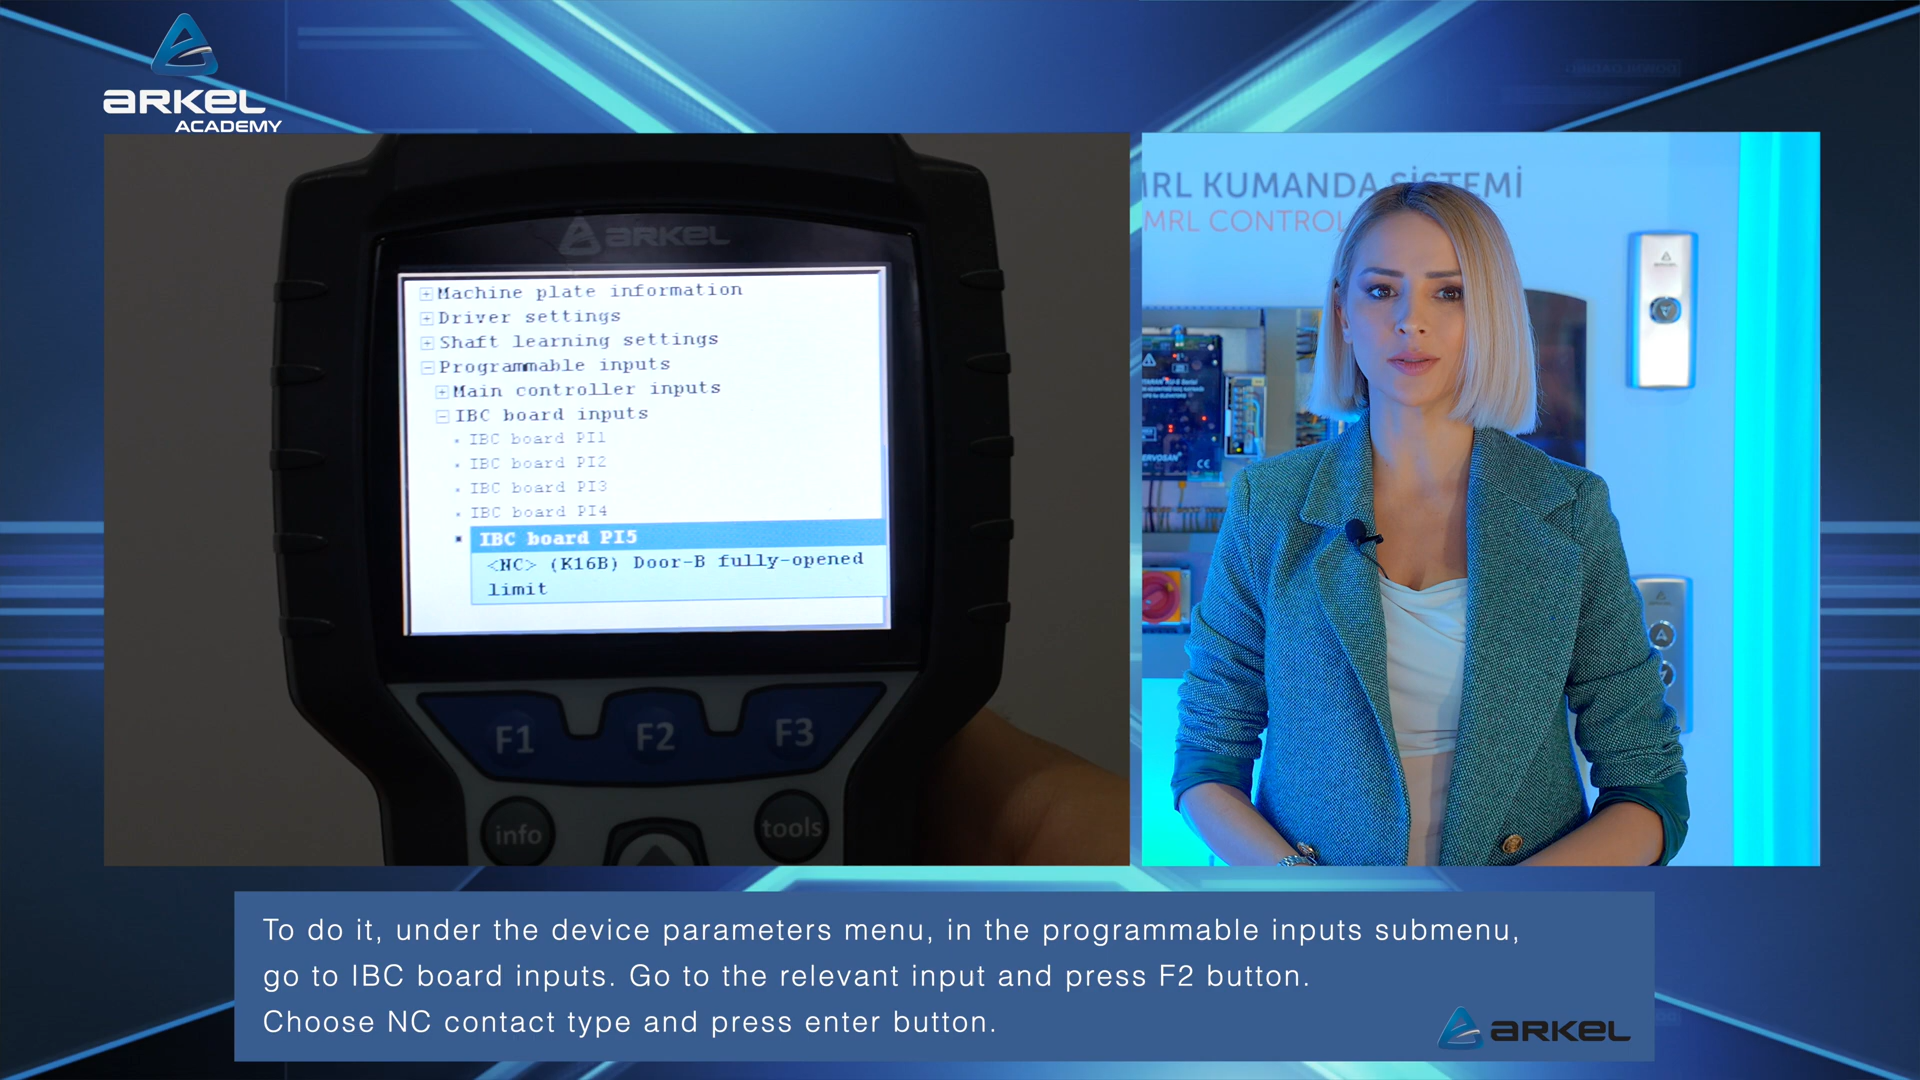 ARKEL
ACADEMY
ARKEL
Machine plate information
Driver settings
Shaft learning settings
Programmable inputs
Main controller inputs
IBC board inputs
IBC board PI1
IBC board PI2
IBC board PI3
IBC board PI4
IBC board PI5
<NC> (K16B) Door-B fully-opened
limit
F1
F2
F3
info
tools
MRL KUMANDA SİSTEMİ
MRL CONTROL
CE
To do it, under the device parameters menu, in the programmable inputs submenu,
go to IBC board inputs. Go to the relevant input and press F2 button.
Choose NC contact type and press enter button.
ARKEL